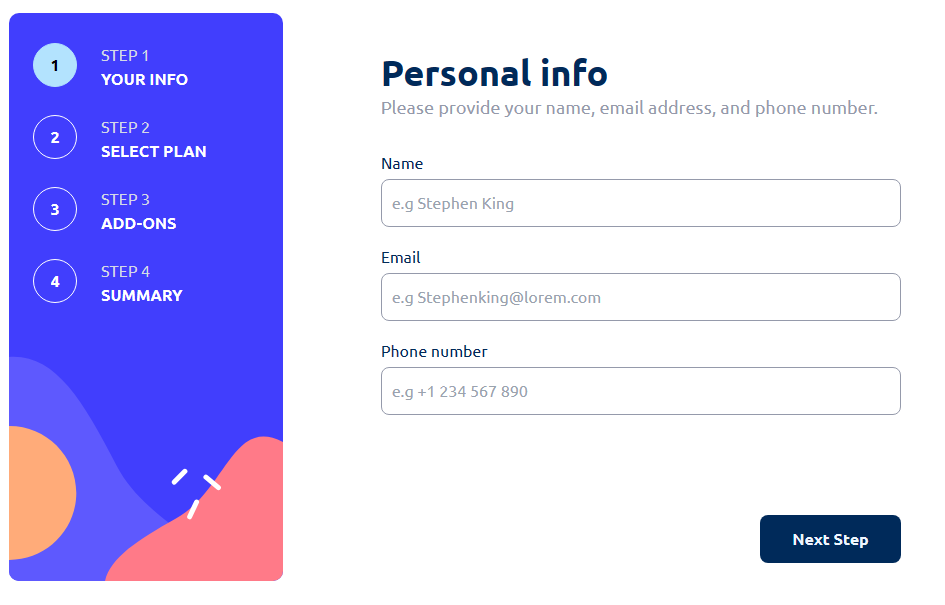 1
STEP 1
YOUR INFO
2
STEP 2
SELECT PLAN
3
STEP 3
ADD-ONS
4
STEP 4
SUMMARY
Personal info
Please provide your name, email address, and phone number.
Name
e.g Stephen King
Email
e.g Stephenking@lorem.com
Phone number
e.g +1 234 567 890
Next Step